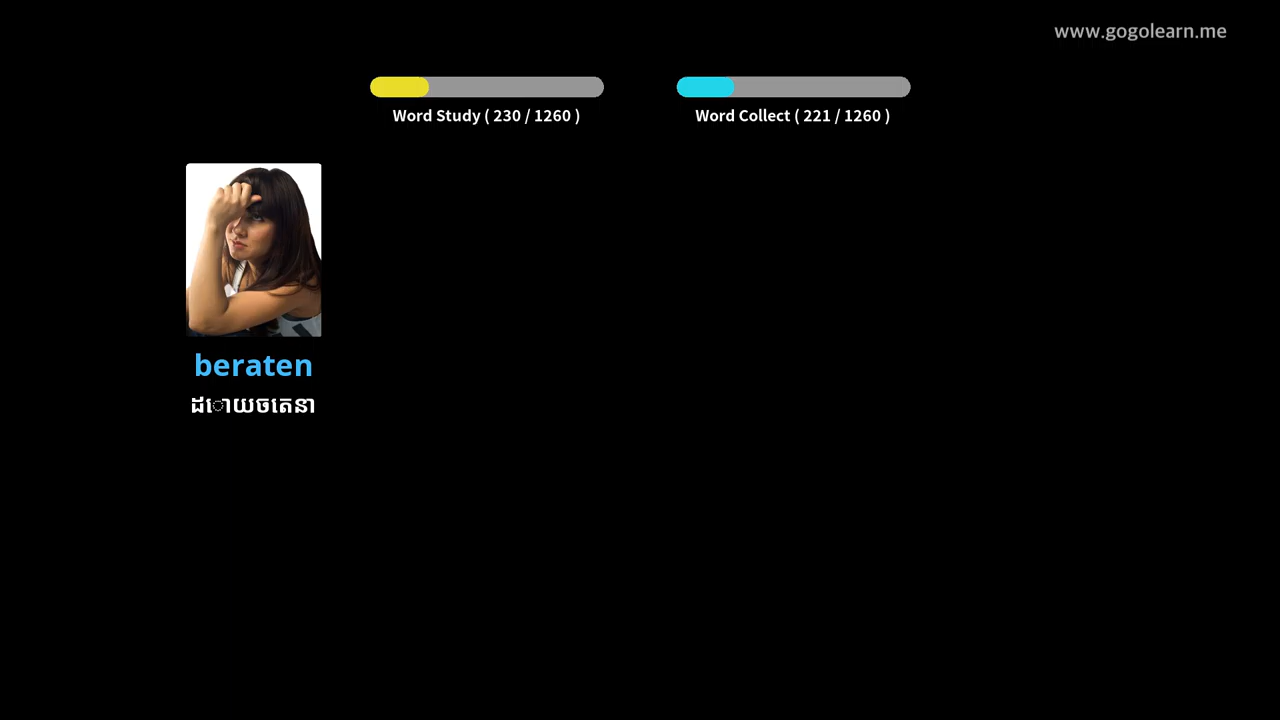 www.gogolearn.me
Word Study ( 230 / 1260 )
Word Collect ( 221 / 1260 )
beraten
ដោយចតេនា